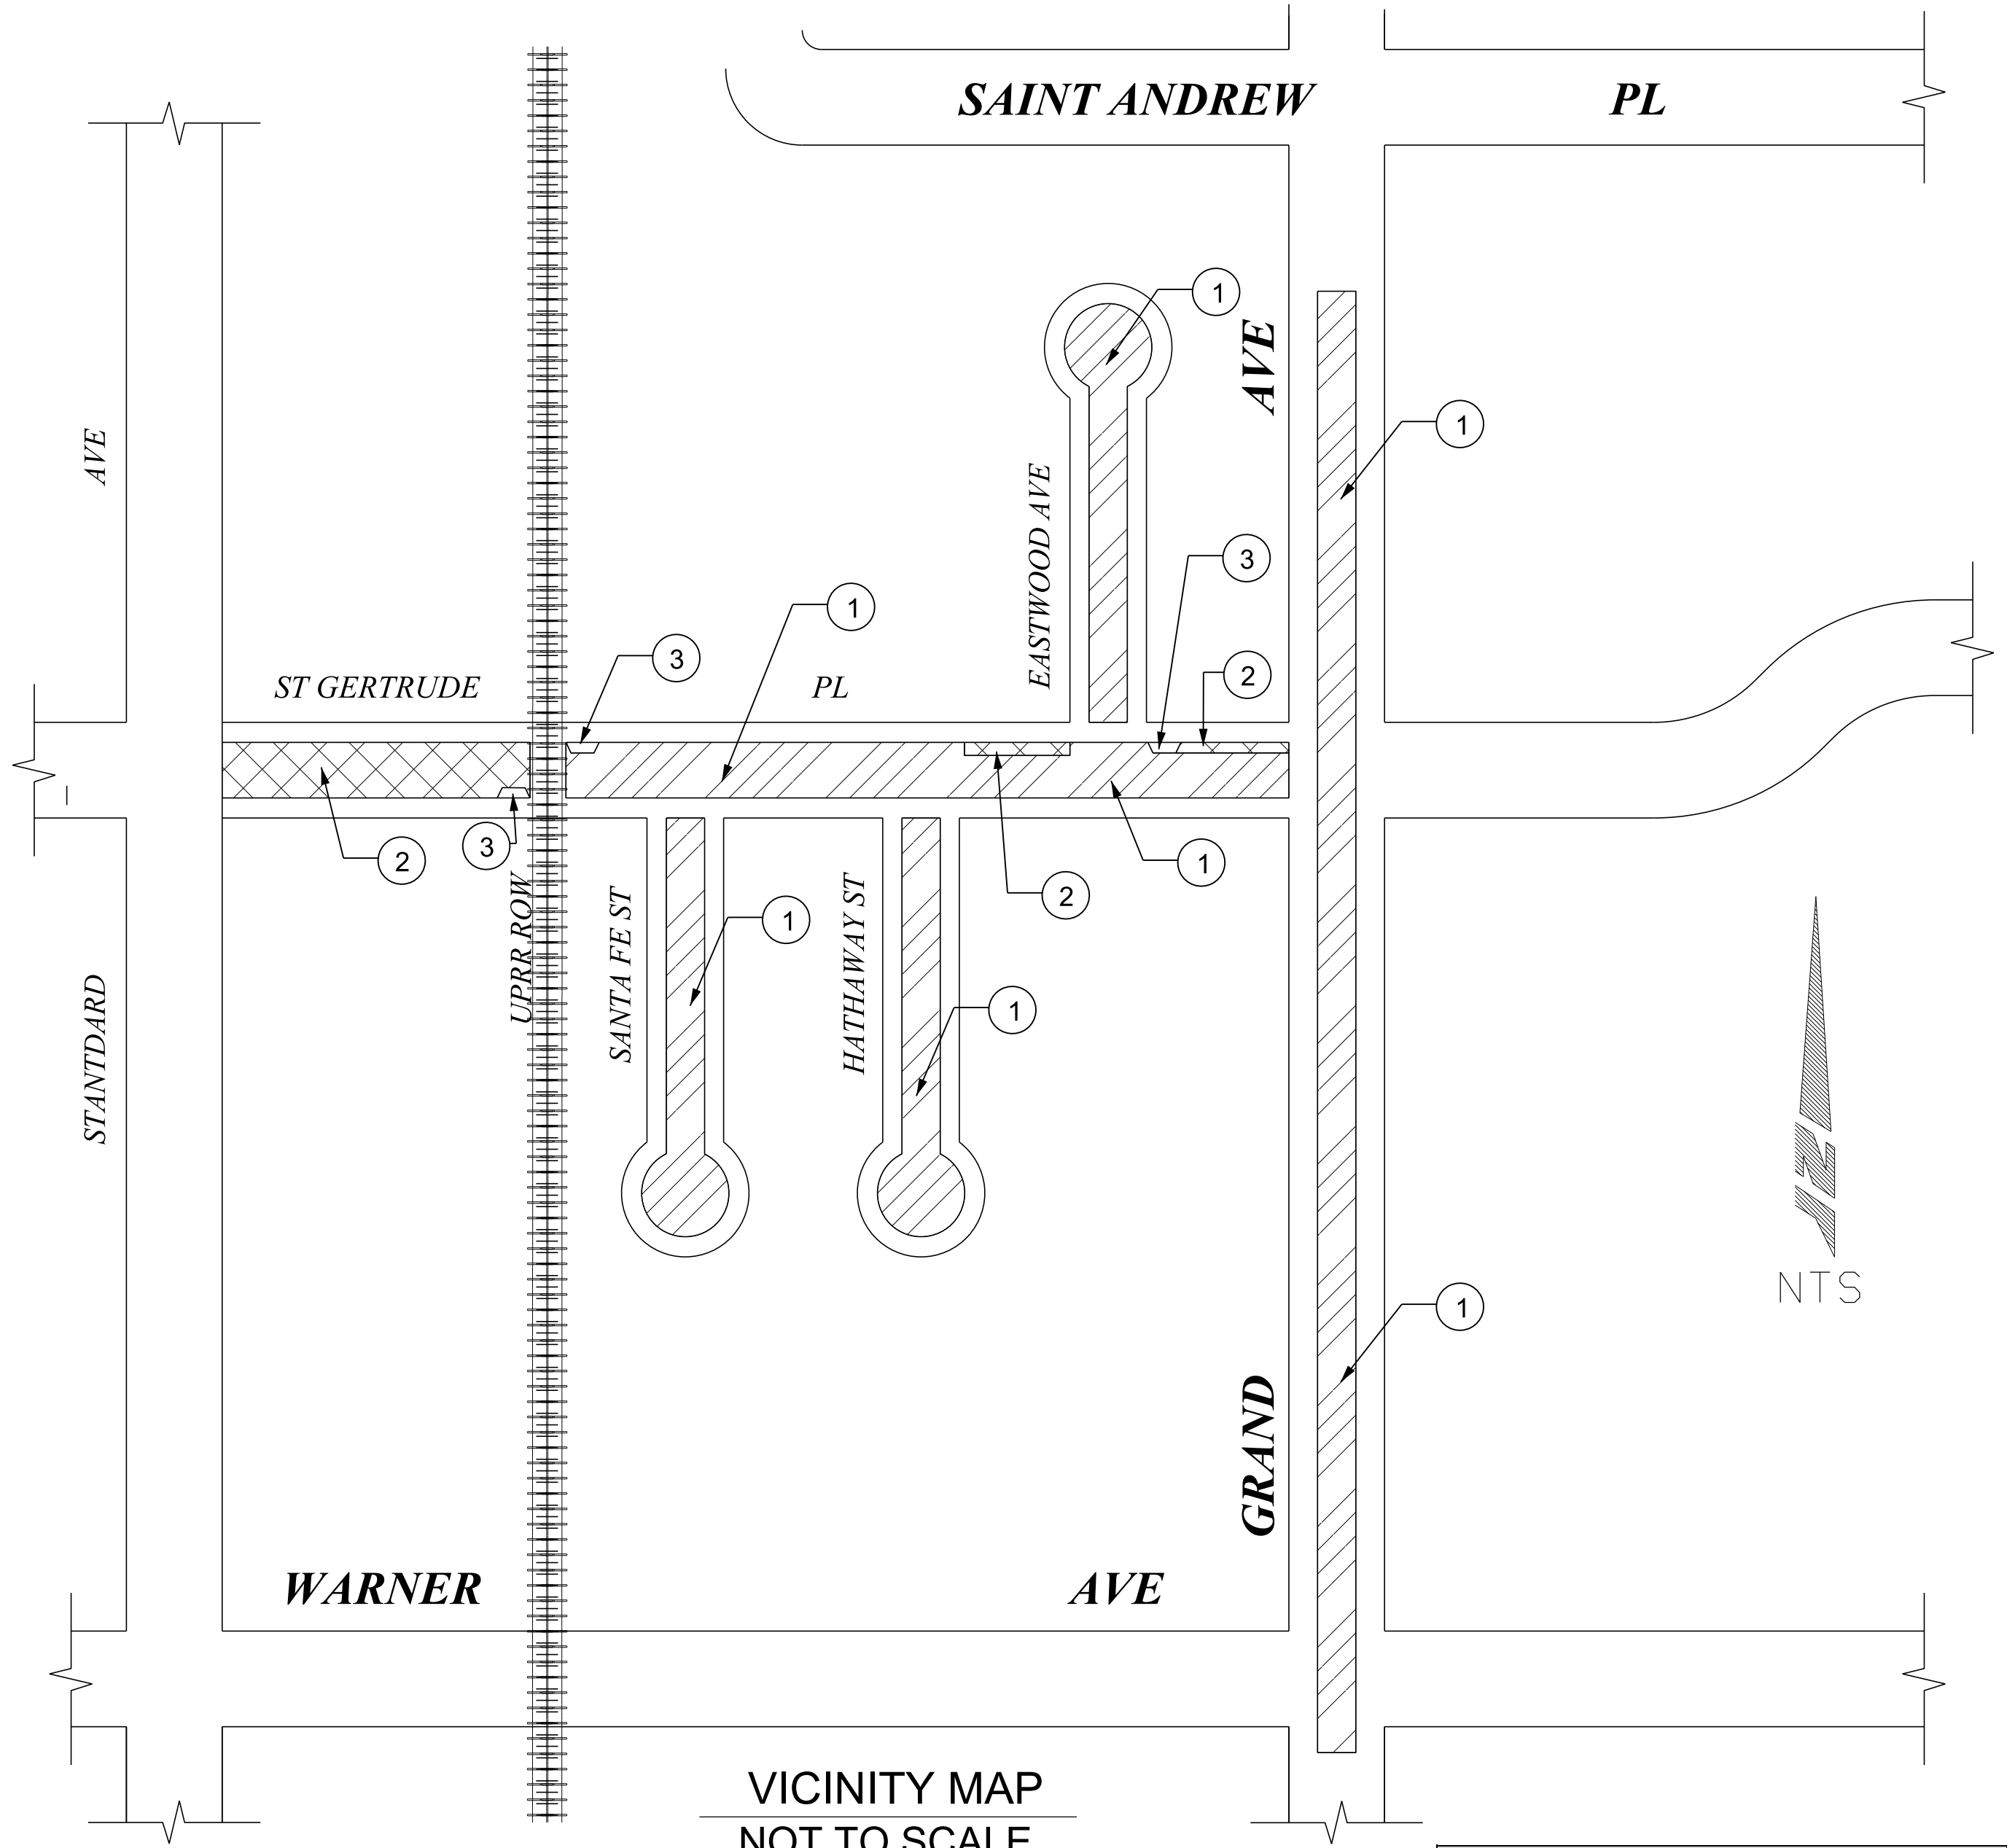 SAINT ANDREW PL
1
AVE
1
AVE
EASTWOOD AVE
3
1
3
2
ST GERTRUDE PL
2
3
1
2
UPRR ROW
SANTA FE ST
HATHAWAY ST
1
1
STANTDARD
N
NTS
1
GRAND
WARNER AVE
VICINITY MAP
NOT TO SCALE